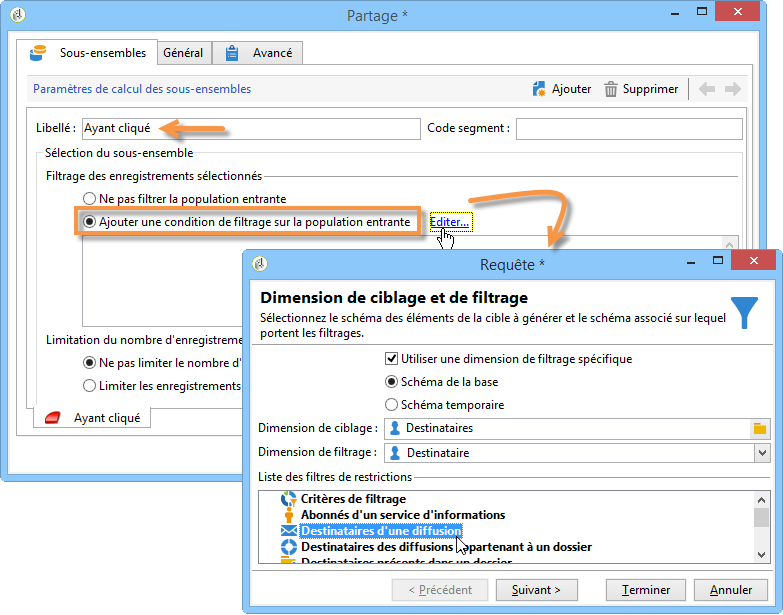 Partage *
Sous-ensembles Général Avancé
Paramètres de calcul des sous-ensembles Ajouter Supprimer
Libellé : Ayant cliqué Code segment :
Sélection du sous-ensemble
Filtrage des enregistrements sélectionnés
Ne pas filtrer la population entrante
Ajouter une condition de filtrage sur la population entrante Editer...
Limitation du nombre d'enregistreme
Ne pas limiter le nombre d'
Limiter les enregistrements
Ayant cliqué
Requête *
Dimension de ciblage et de filtrage
Sélectionnez le schéma des éléments de la cible à générer et le schéma associé sur lequel
portent les filtrages.
Utiliser une dimension de filtrage spécifique
Schéma de la base
Schéma temporaire
Dimension de ciblage : Destinataires
Dimension de filtrage : Destinataire
Liste des filtres de restrictions
Critères de filtrage
Abonnés d'un service d'informations
Destinataires d'une diffusion
Destinataires des diffusions appartenant à un dossier
Destinataires présents dans un dossier
< Précédent Suivant > Terminer Annuler